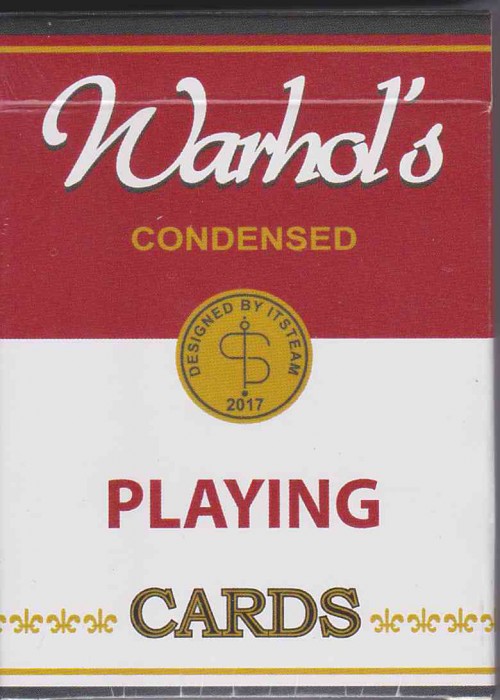 Warhol's
CONDENSED
DESIGNED BY ITSTEAM
2017
PLAYING
CARDS